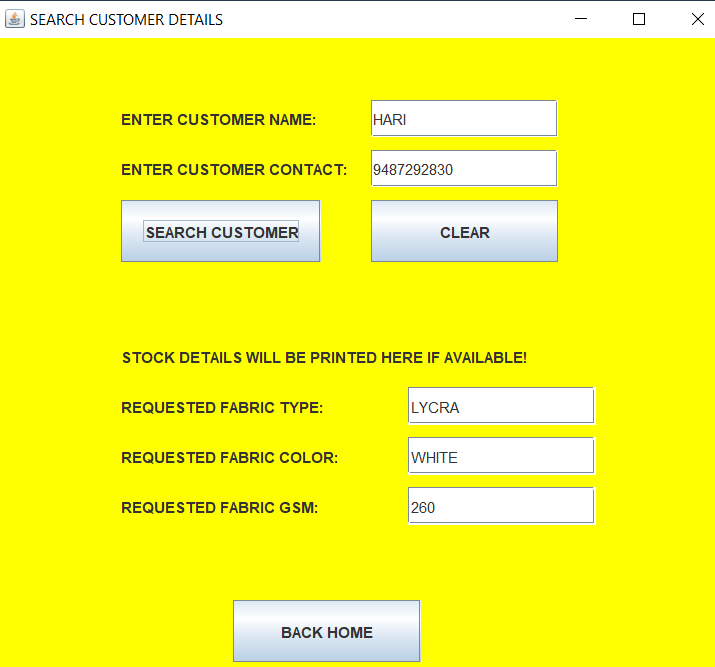 SEARCH CUSTOMER DETAILS
ENTER CUSTOMER NAME: HARI
ENTER CUSTOMER CONTACT: 9487292830
SEARCH CUSTOMER CLEAR
STOCK DETAILS WILL BE PRINTED HERE IF AVAILABLE!
REQUESTED FABRIC TYPE: LYCRA
REQUESTED FABRIC COLOR: WHITE
REQUESTED FABRIC GSM: 260
BACK HOME